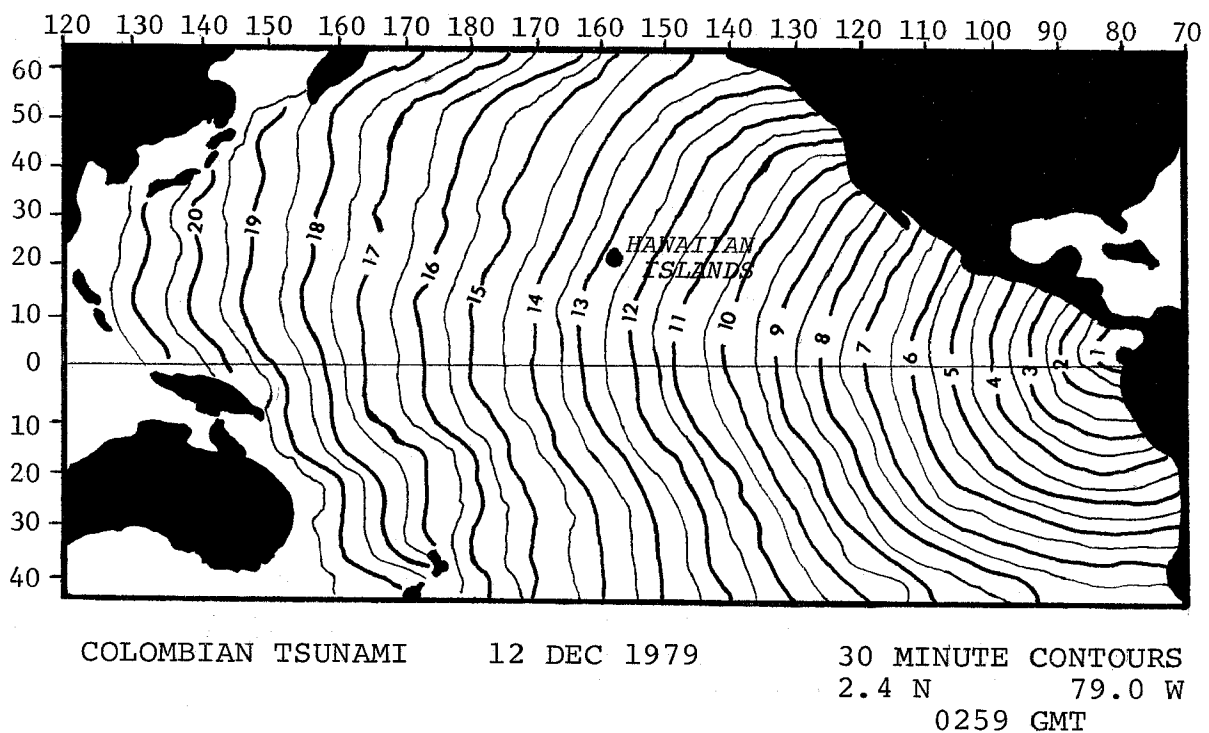 120 130 140 150 160 170 180 170 160 150 140 130 120 110 100 90 80 70
60
50
40
30
20
10
0
10
20
30
40
HAWAIIAN
ISLANDS
20 19 18 17 16 15 14 13 12 11 10 9 8 7 6 5 4 3 2 1
COLOMBIAN TSUNAMI 12 DEC 1979
30 MINUTE CONTOURS
2.4 N 79.0 W
0259 GMT